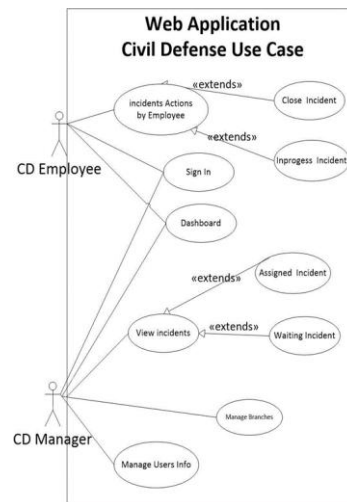 Web Application
Civil Defense Use Case
«extends»
Close Incident
incidents Actions
by Employee
«extends»
Inprogess Incident
CD Employee
Sign In
Dashboard
Assigned Incident
«extends»
«extends»
View incidents
Waiting Incident
CD Manager
Manage Branches
Manage Users Info